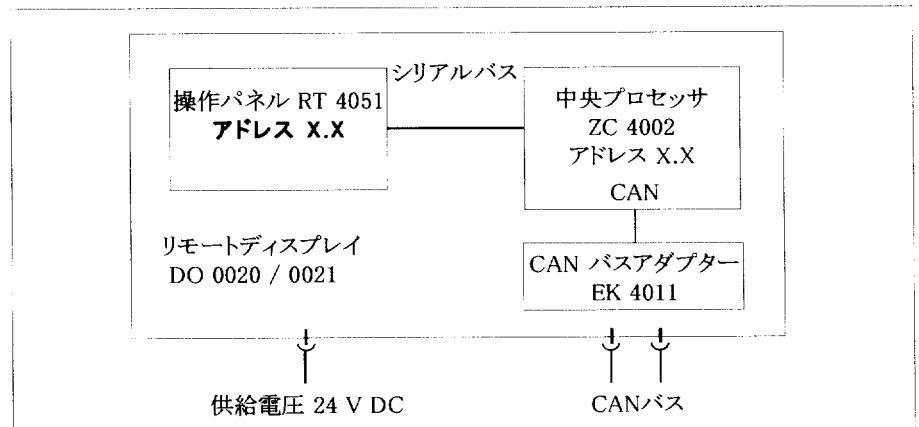 シリアルバス
操作パネル RT 4051
アドレス X.X
中央プロセッサ
ZC 4002
アドレス X.X
CAN
リモートディスプレイ
DO 0020 / 0021
CAN バスアダプター
EK 4011
供給電圧 24 V DC
CANバス